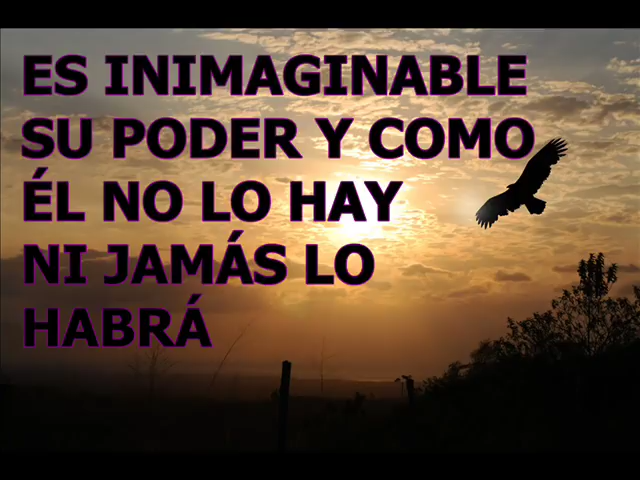 ES INIMAGINABLE
SU PODER Y COMO
ÉL NO LO HAY
NI JAMÁS LO
HABRÁ